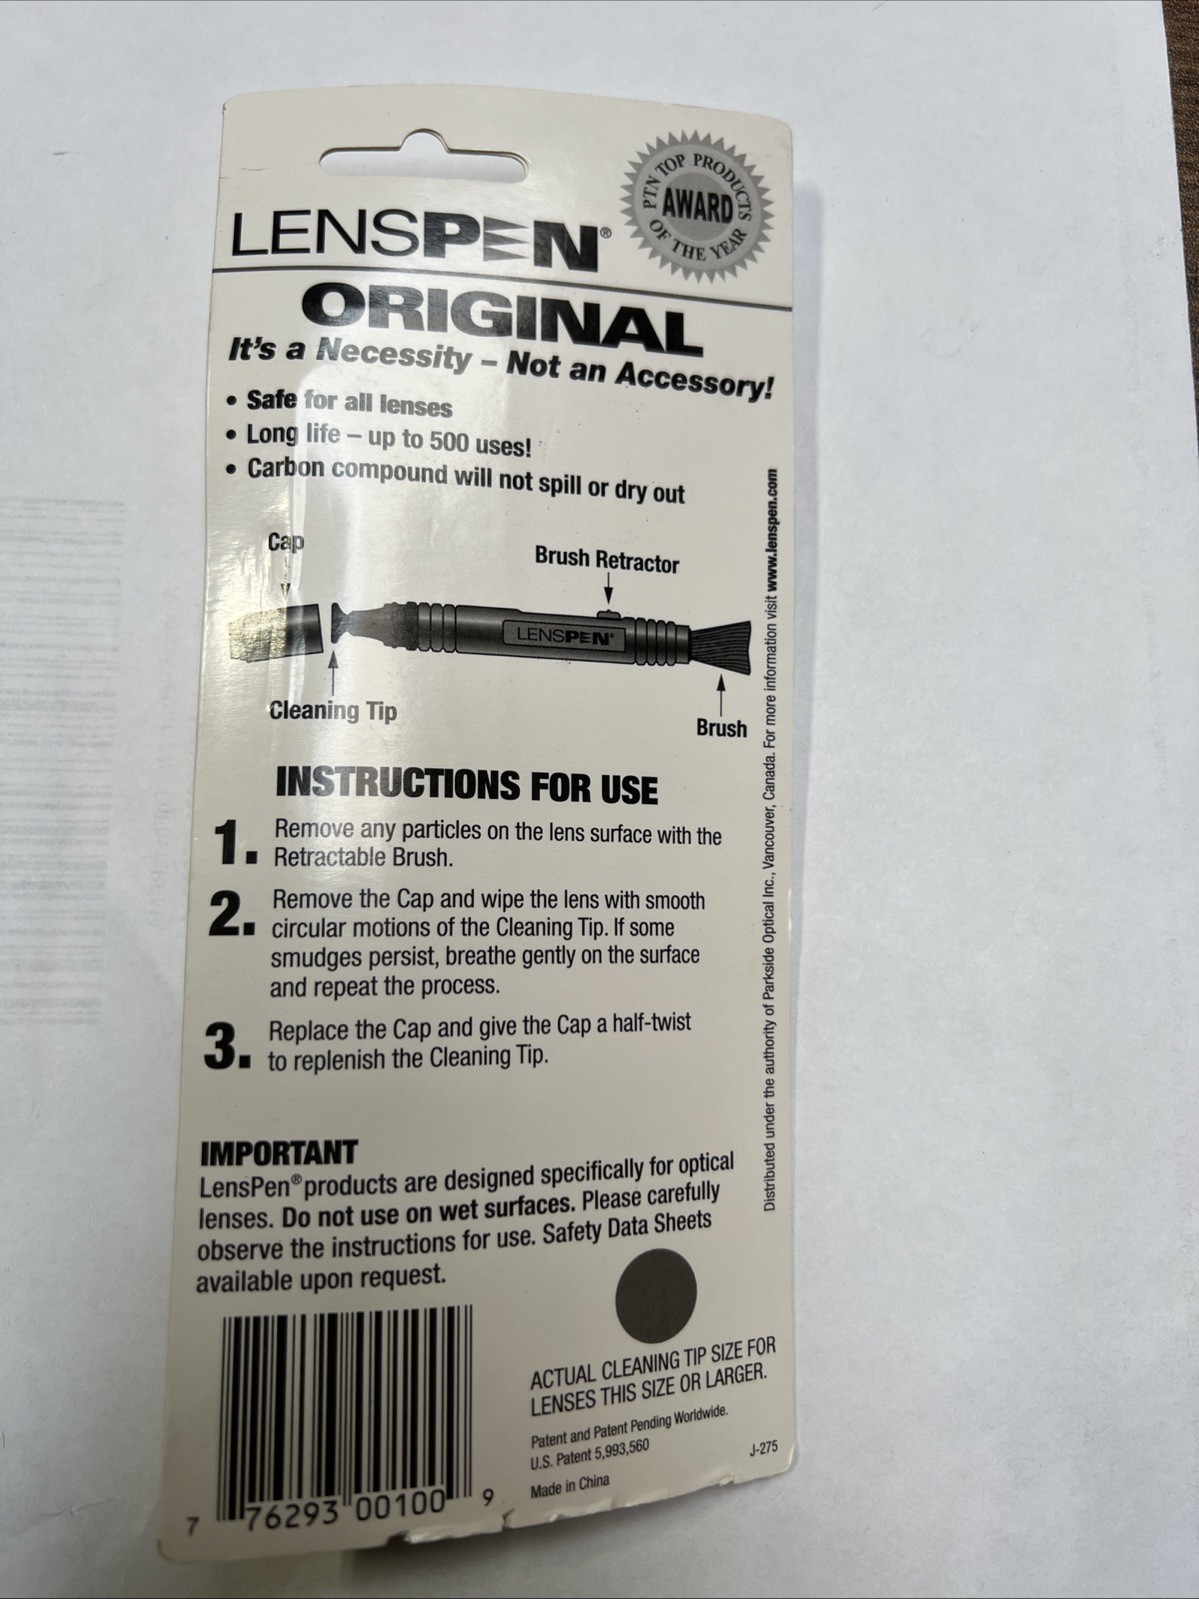 LENSPEN®
PTN TOP PRODUCTS
AWARD
OF THE YEAR
ORIGINAL
It's a Necessity – Not an Accessory!
• Safe for all lenses
• Long life – up to 500 uses!
• Carbon compound will not spill or dry out
Cap
Brush Retractor
LENSPEN®
Cleaning Tip
Brush
INSTRUCTIONS FOR USE
1. Remove any particles on the lens surface with the
Retractable Brush.
2. Remove the Cap and wipe the lens with smooth
circular motions of the Cleaning Tip. If some
smudges persist, breathe gently on the surface
and repeat the process.
3. Replace the Cap and give the Cap a half-twist
to replenish the Cleaning Tip.
IMPORTANT
LensPen® products are designed specifically for optical
lenses. Do not use on wet surfaces. Please carefully
observe the instructions for use. Safety Data Sheets
available upon request.
ACTUAL CLEANING TIP SIZE FOR
LENSES THIS SIZE OR LARGER.
Patent and Patent Pending Worldwide.
U.S. Patent 5,993,560
J-275
Made in China
7 76293 00100 9
Distributed under the authority of Parkside Optical Inc., Vancouver, Canada. For more information visit www.lenspen.com